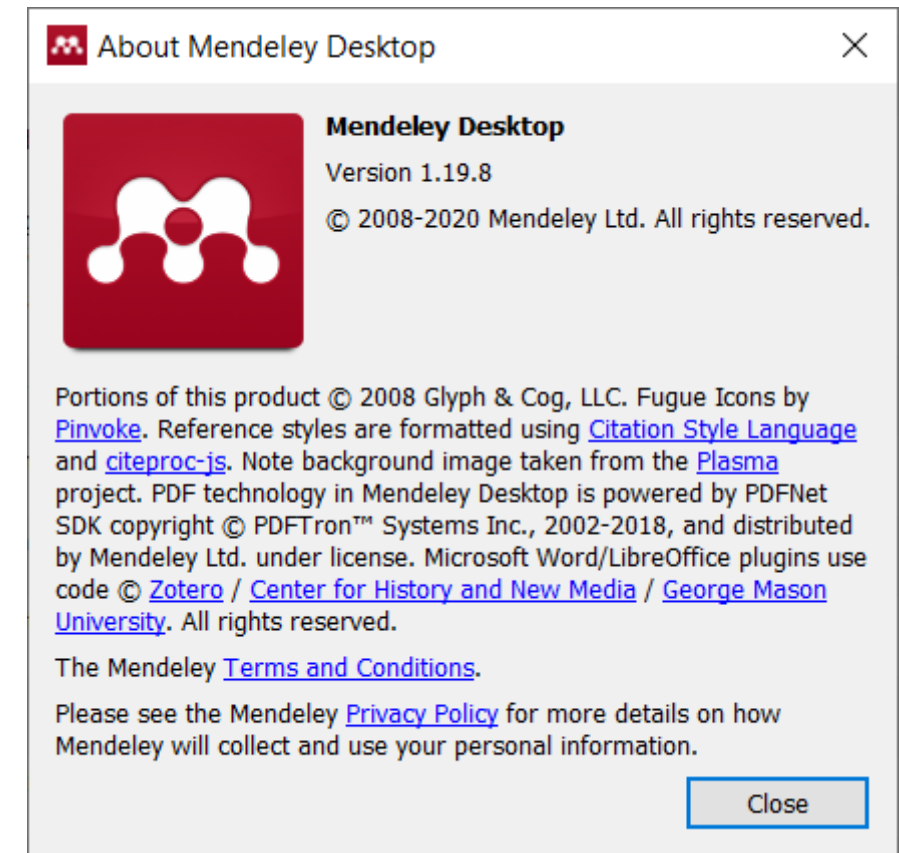 About Mendeley Desktop
Mendeley Desktop
Version 1.19.8
© 2008-2020 Mendeley Ltd. All rights reserved.
Portions of this product © 2008 Glyph & Cog, LLC. Fugue Icons by
Pinvoke. Reference styles are formatted using Citation Style Language
and citeproc-js. Note background image taken from the Plasma
project. PDF technology in Mendeley Desktop is powered by PDFNet
SDK copyright © PDFTron™ Systems Inc., 2002-2018, and distributed
by Mendeley Ltd. under license. Microsoft Word/LibreOffice plugins use
code © Zotero / Center for History and New Media / George Mason
University. All rights reserved.
The Mendeley Terms and Conditions.
Please see the Mendeley Privacy Policy for more details on how
Mendeley will collect and use your personal information.
Close